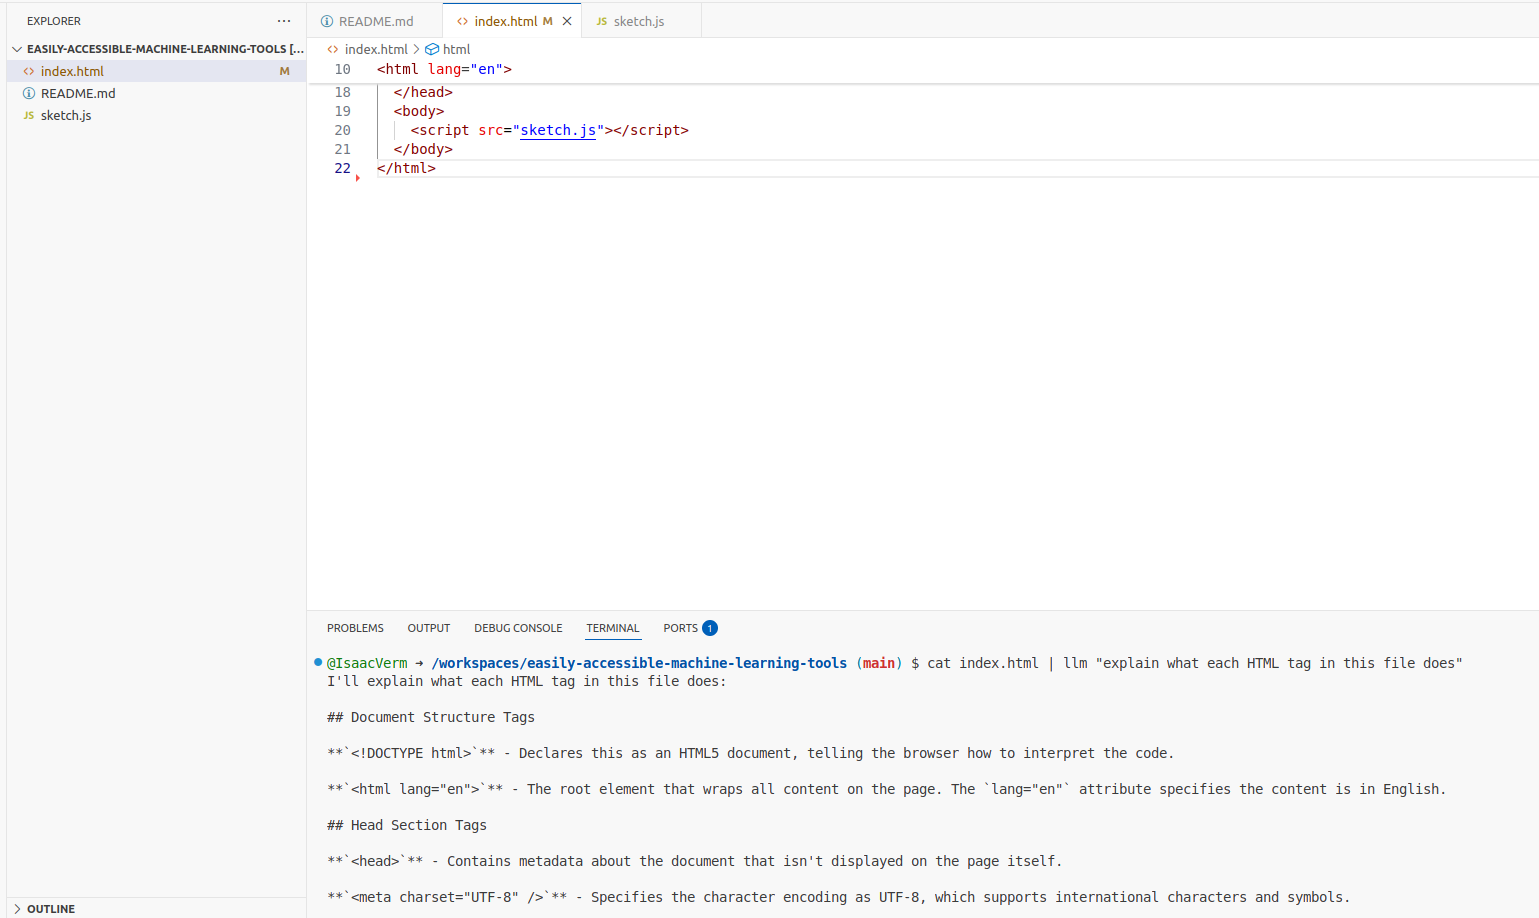 EXPLORER ···
EASILY-ACCESSIBLE-MACHINE-LEARNING-TOOLS [...
<> index.html M
README.md
JS sketch.js
OUTLINE
README.md <> index.html M × JS sketch.js
<> index.html > html
10 <html lang="en">
18 </head>
19 <body>
20 <script src="sketch.js"></script>
21 </body>
22 </html>
PROBLEMS OUTPUT DEBUG CONSOLE TERMINAL PORTS 1
@IsaacVerm → /workspaces/easily-accessible-machine-learning-tools (main) $ cat index.html | llm "explain what each HTML tag in this file does"
I'll explain what each HTML tag in this file does:
## Document Structure Tags
**`<!DOCTYPE html>`** - Declares this as an HTML5 document, telling the browser how to interpret the code.
**`<html lang="en">`** - The root element that wraps all content on the page. The `lang="en"` attribute specifies the content is in English.
## Head Section Tags
**`<head>`** - Contains metadata about the document that isn't displayed on the page itself.
**`<meta charset="UTF-8" />`** - Specifies the character encoding as UTF-8, which supports international characters and symbols.